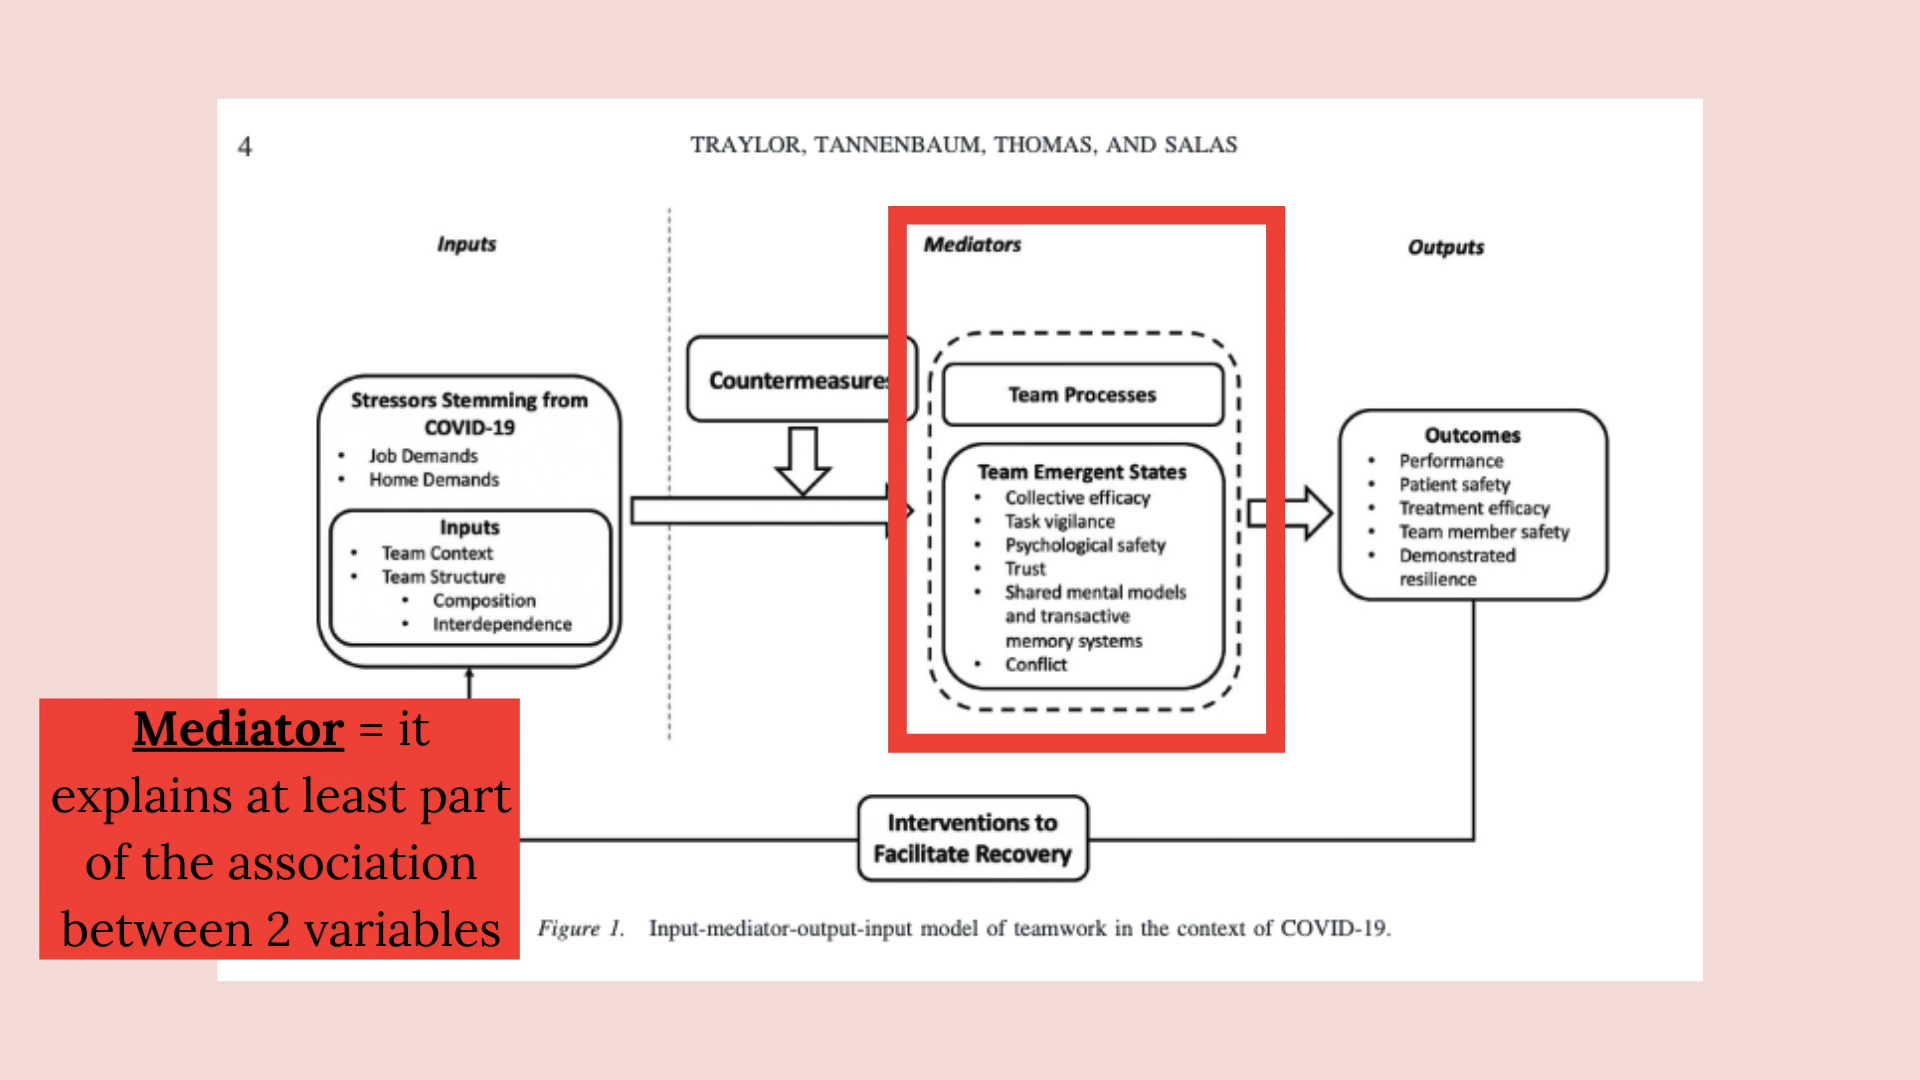 4
TRAYLOR, TANNENBAUM, THOMAS, AND SALAS
Inputs
Mediators
Outputs
Stressors Stemming from
COVID-19
• Job Demands
• Home Demands
Inputs
• Team Context
• Team Structure
• Composition
• Interdependence
Countermeasures
Team Processes
Team Emergent States
• Collective efficacy
• Task vigilance
• Psychological safety
• Trust
• Shared mental models
and transactive
memory systems
• Conflict
Outcomes
• Performance
• Patient safety
• Treatment efficacy
• Team member safety
• Demonstrated
resilience
Mediator = it
explains at least part
of the association
between 2 variables
Interventions to
Facilitate Recovery
Figure 1. Input-mediator-output-input model of teamwork in the context of COVID-19.